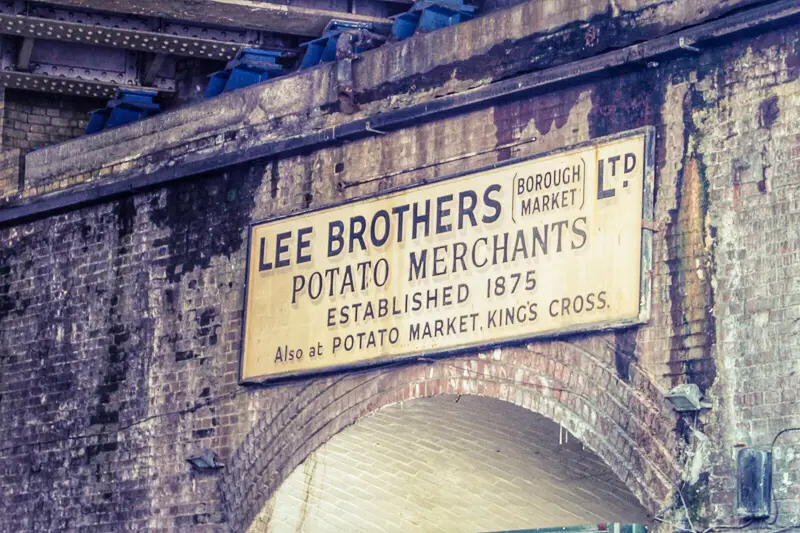 LEE BROTHERS (BOROUGH MARKET) LTD.
POTATO MERCHANTS
ESTABLISHED 1875
Also at POTATO MARKET, KING'S CROSS.